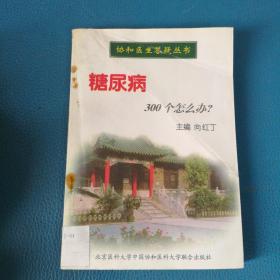 协和医生答疑丛书
糖尿病
300个怎么办?
主编 向红丁
北京医科大学中国协和医科大学联合出版社